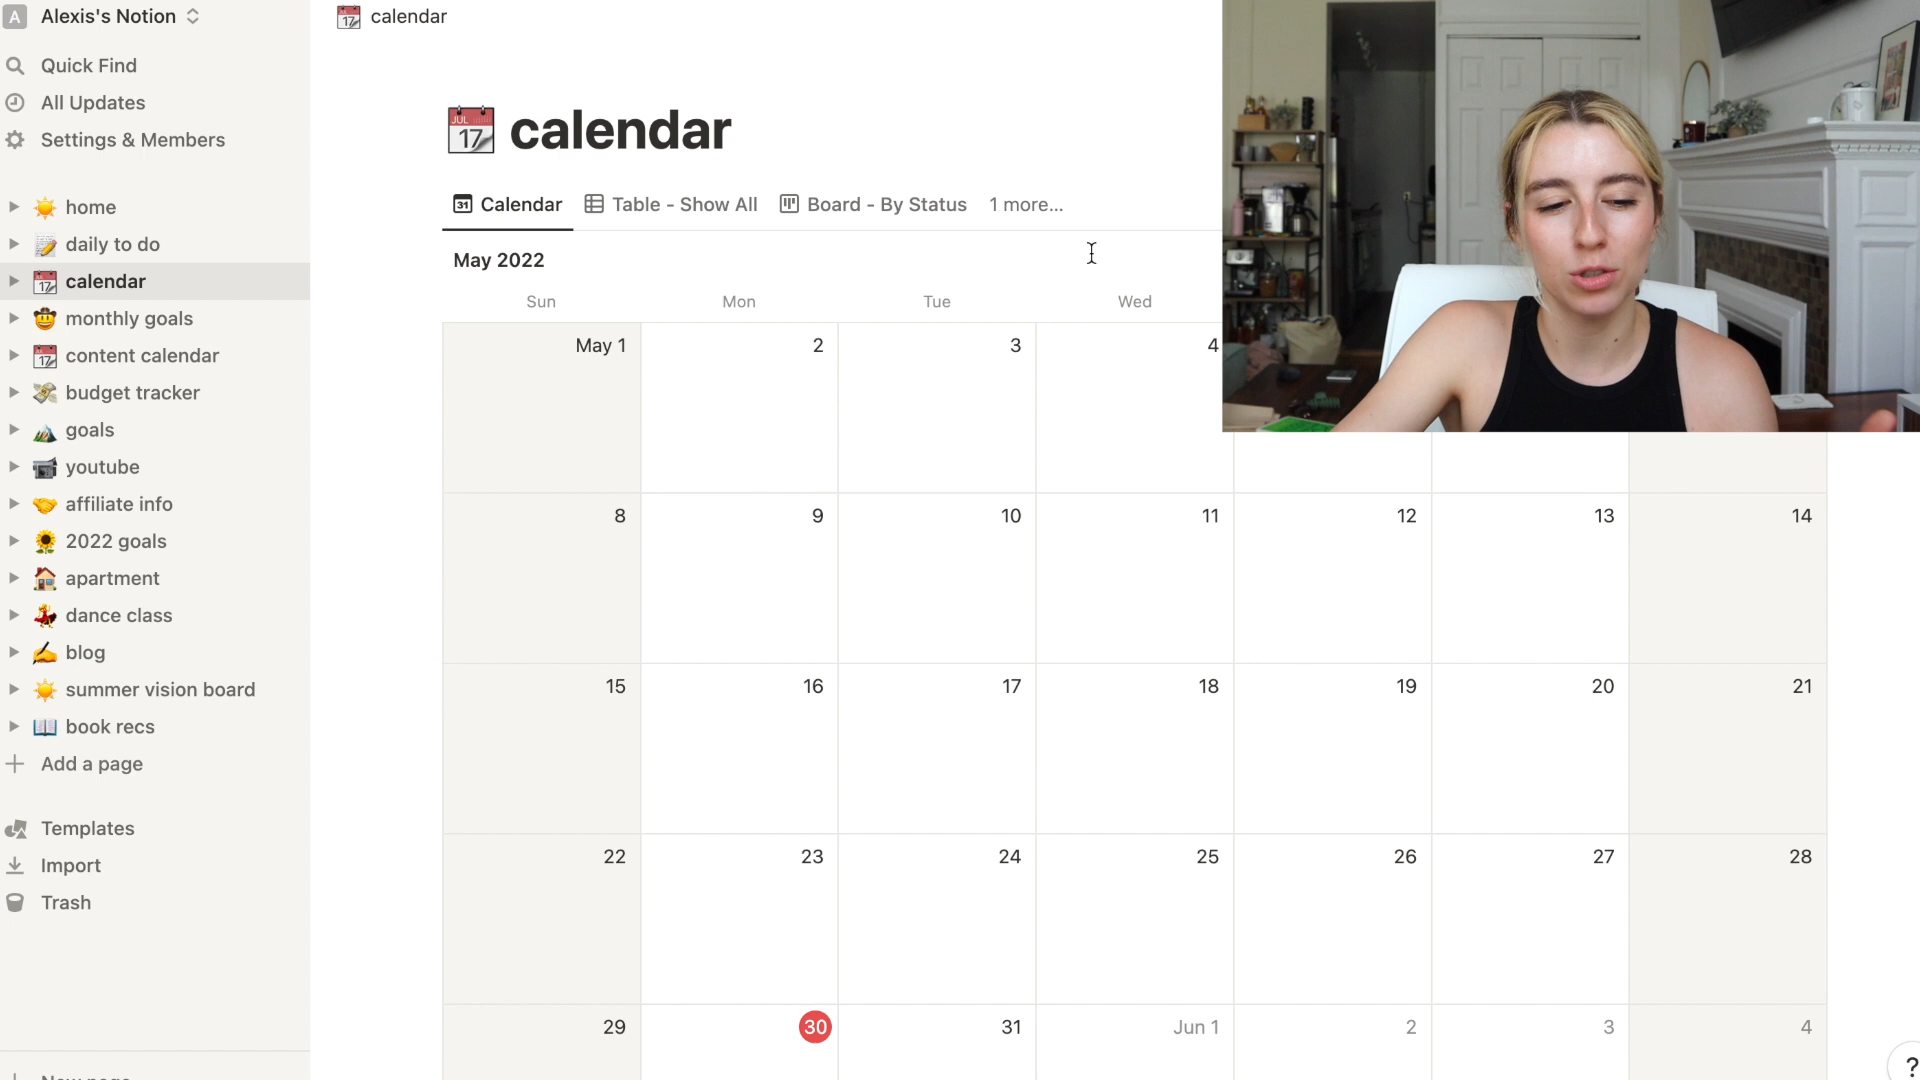 A Alexis's Notion
Quick Find
All Updates
Settings & Members
home
daily to do
calendar
monthly goals
content calendar
budget tracker
goals
youtube
affiliate info
2022 goals
apartment
dance class
blog
summer vision board
book recs
Add a page
Templates
Import
Trash
calendar
JUL 17 calendar
31 Calendar Table - Show All Board - By Status 1 more...
May 2022
Sun Mon Tue Wed
May 1 2 3 4
8 9 10 11 12 13 14
15 16 17 18 19 20 21
22 23 24 25 26 27 28
29 30 31 Jun 1 2 3 4
?